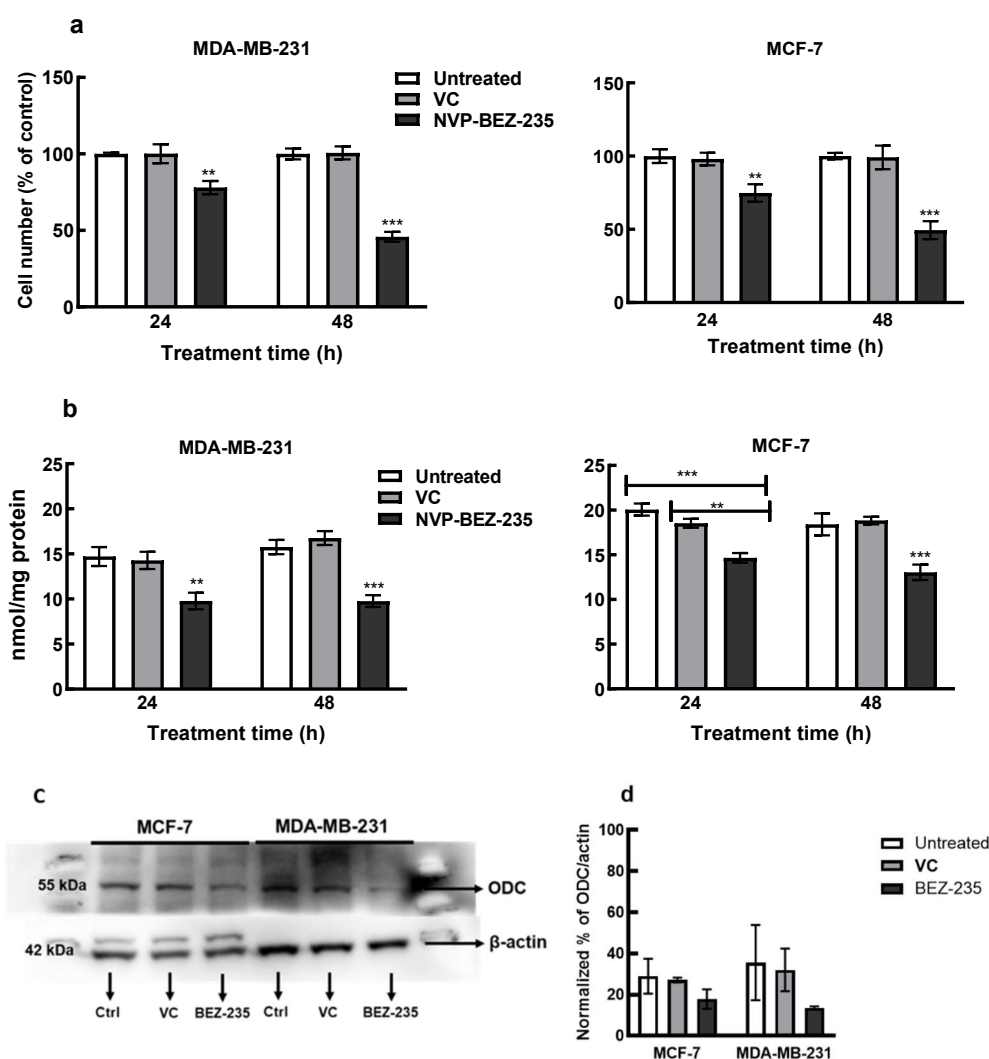 a
MDA-MB-231
MCF-7
Untreated
VC
NVP-BEZ-235
Cell number (% of control)
150
100
50
0
**
***
24
48
Treatment time (h)
150
100
50
0
**
***
24
48
Treatment time (h)
b
MDA-MB-231
MCF-7
Untreated
VC
NVP-BEZ-235
nmol/mg protein
25
20
15
10
5
0
**
***
24
48
Treatment time (h)
25
20
15
10
5
0
***
**
***
24
48
Treatment time (h)
c
MCF-7 MDA-MB-231
55 kDa
ODC
42 kDa
β-actin
Ctrl VC BEZ-235 Ctrl VC BEZ-235
d
Normalized % of ODC/actin
100
80
60
40
20
0
MCF-7 MDA-MB-231
Untreated
VC
BEZ-235